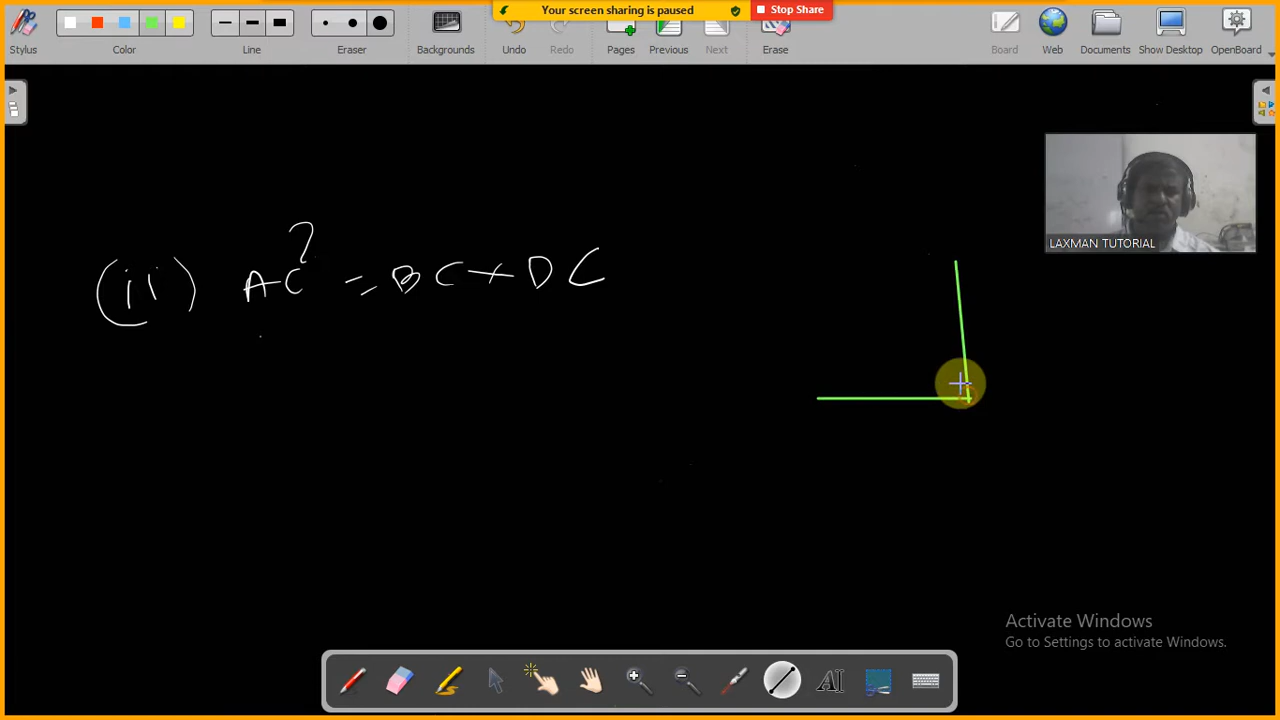 Your screen sharing is paused
Stop Share
Stylus
Color
Line
Eraser
Backgrounds
Undo
Redo
Pages
Previous
Next
Erase
Board
Web
Documents
Show Desktop
OpenBoard
LAXMAN TUTORIAL
(ii) AC² = BC × DC
Activate Windows
Go to Settings to activate Windows.
AI